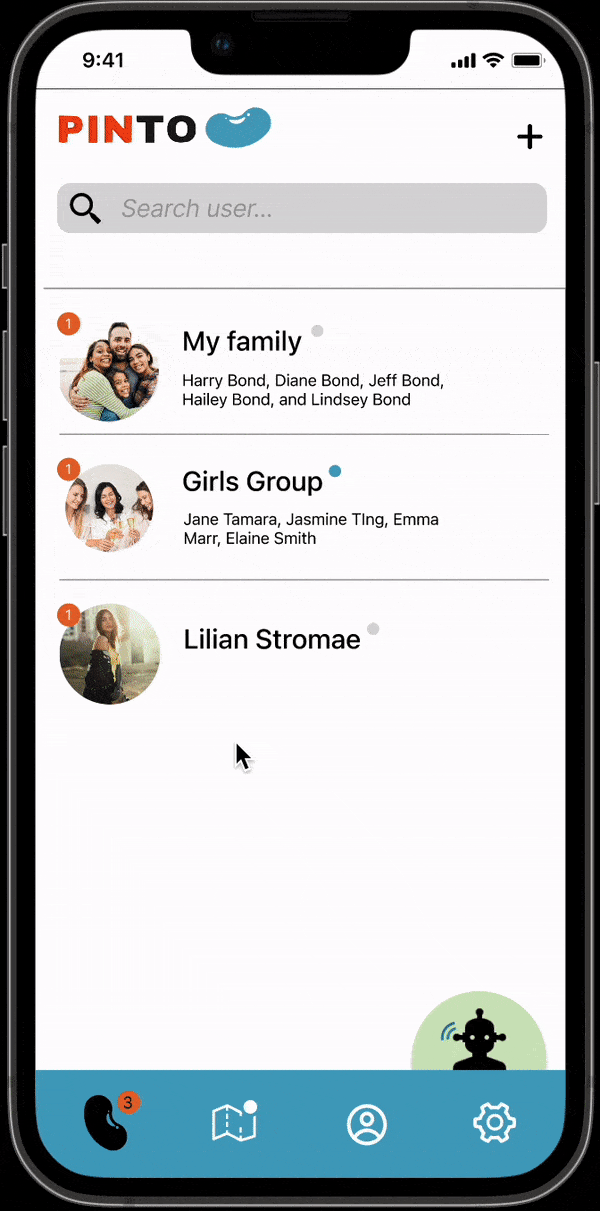 9:41
PINTO
Search user...
1
My family
Harry Bond, Diane Bond, Jeff Bond,
Hailey Bond, and Lindsey Bond
1
Girls Group
Jane Tamara, Jasmine TIng, Emma
Marr, Elaine Smith
1
Lilian Stromae
3